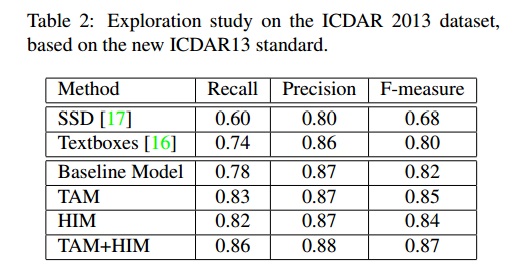 Table 2: Exploration study on the ICDAR 2013 dataset,
based on the new ICDAR13 standard.
Method Recall Precision F-measure
SSD [17] 0.60 0.80 0.68
Textboxes [16] 0.74 0.86 0.80
Baseline Model 0.78 0.87 0.82
TAM 0.83 0.87 0.85
HIM 0.82 0.87 0.84
TAM+HIM 0.86 0.88 0.87